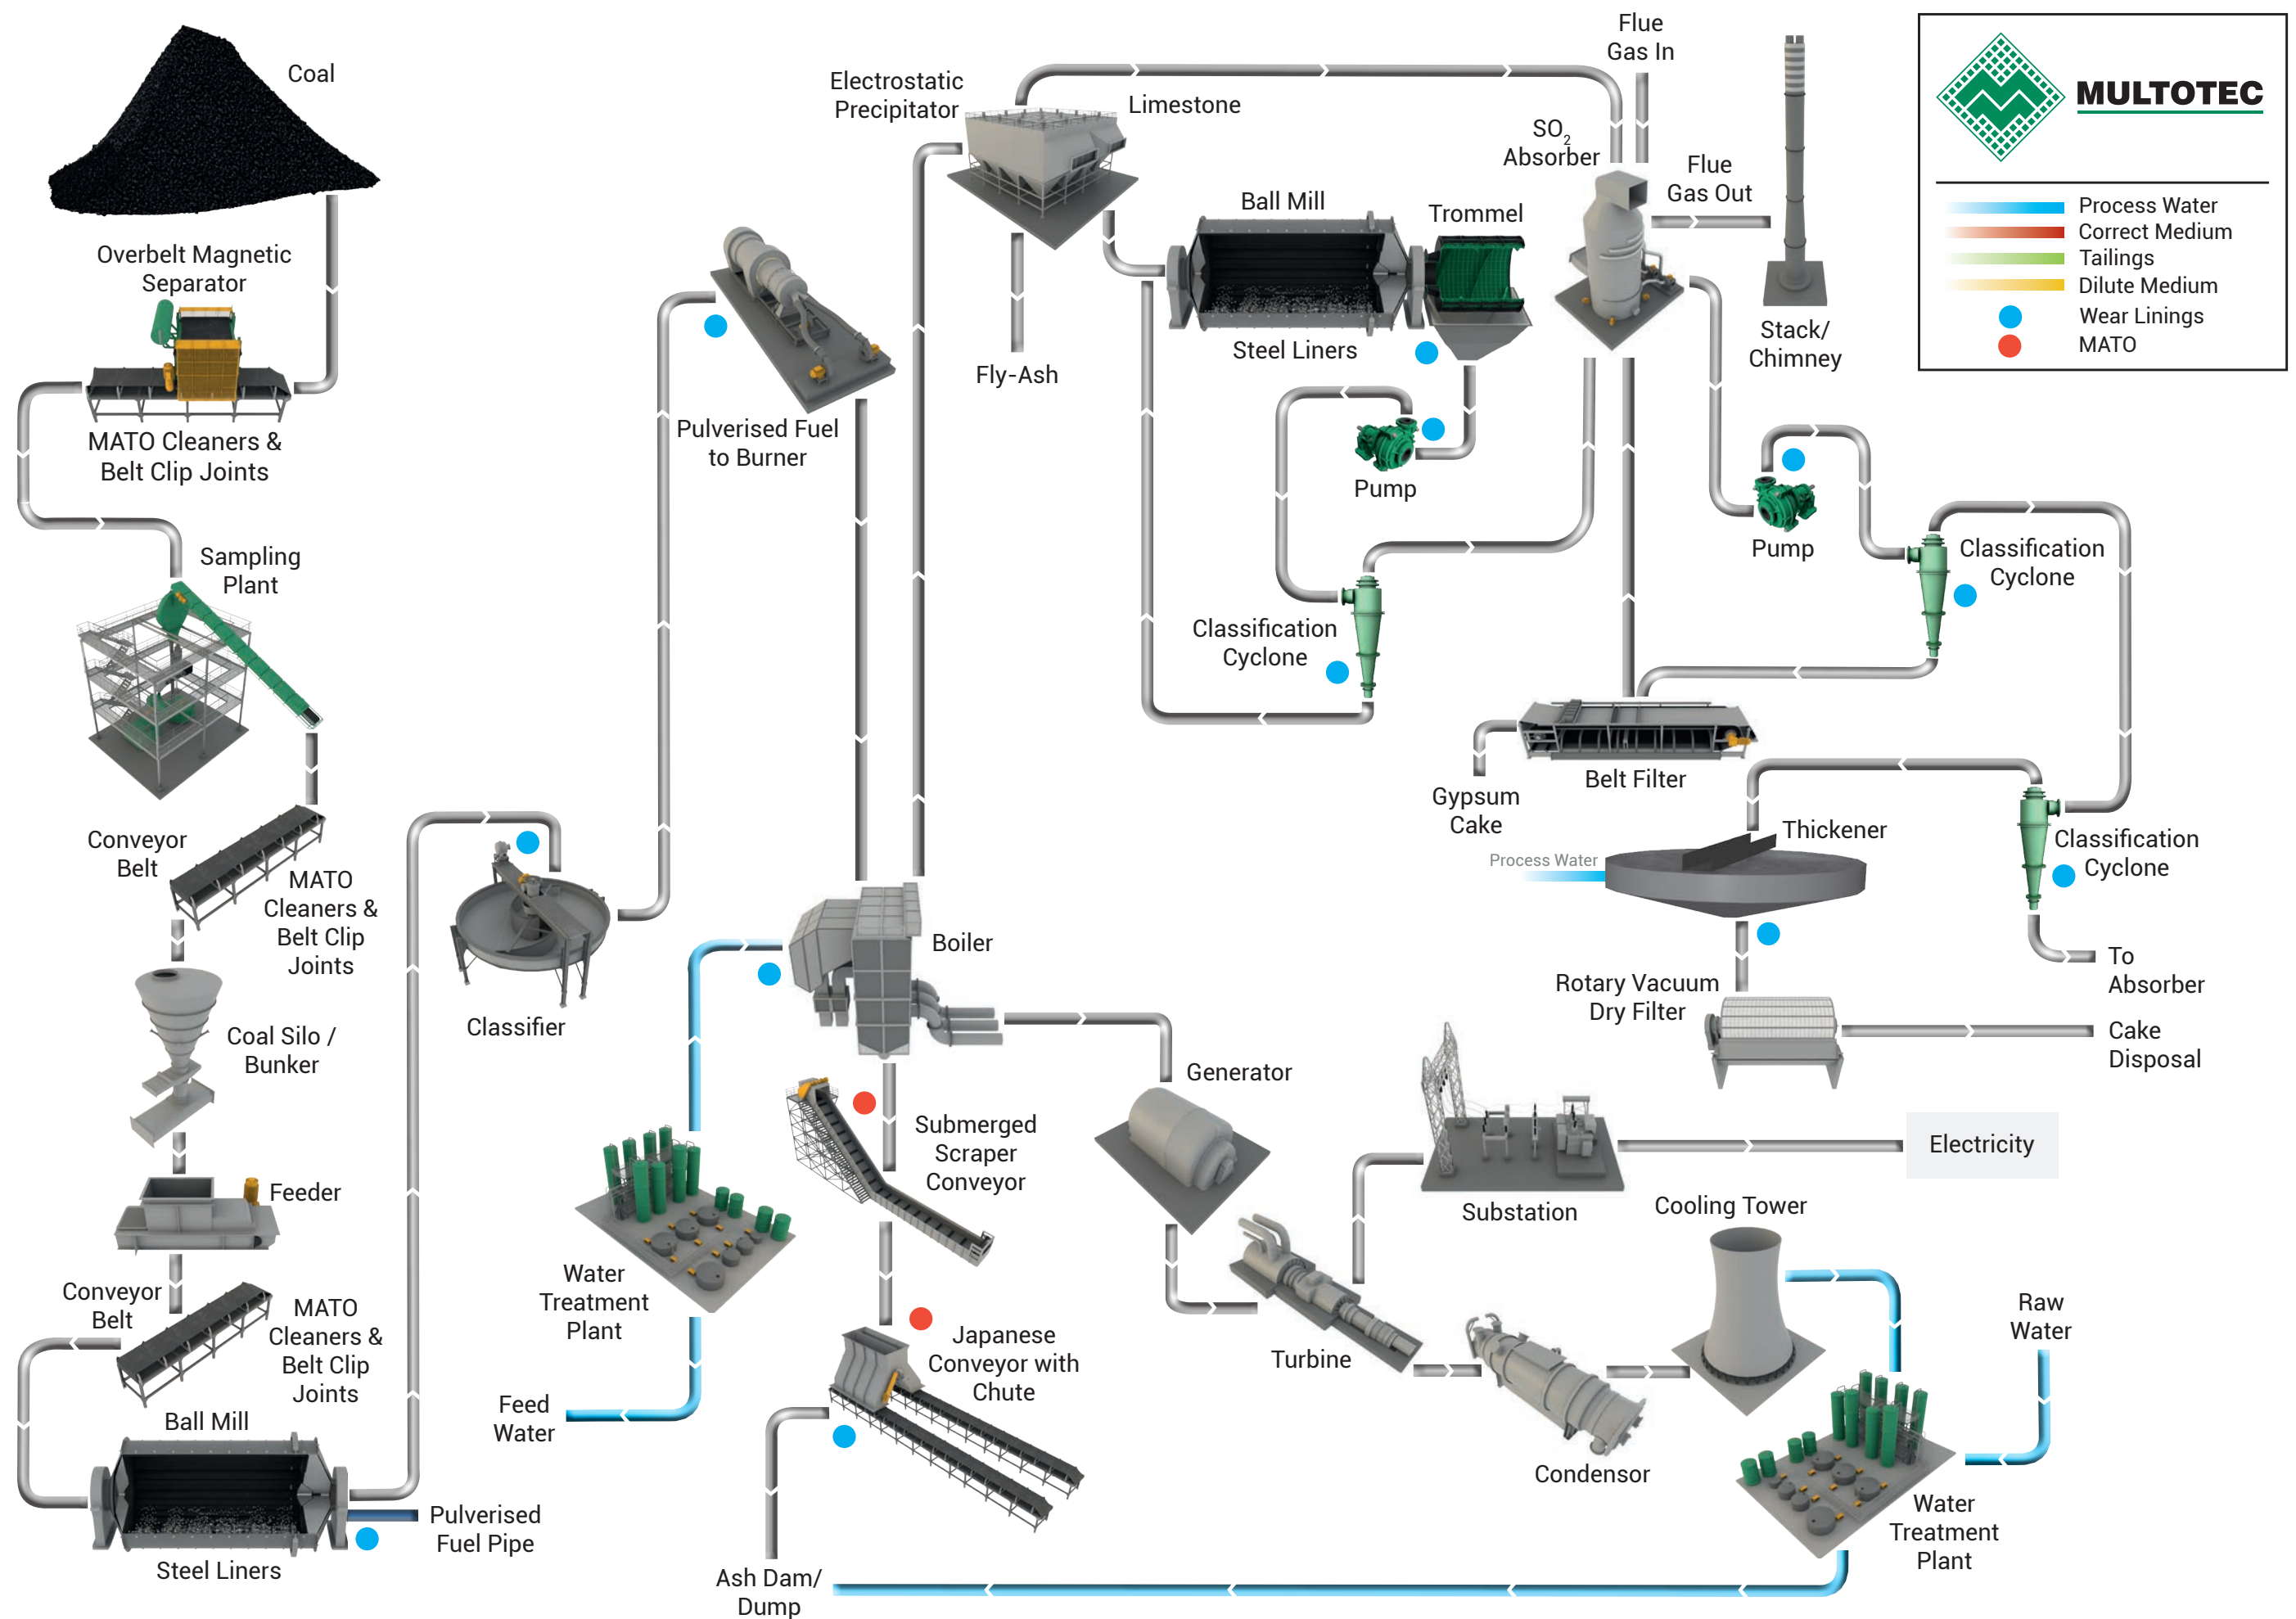 Coal
Overbelt Magnetic
Separator
MATO Cleaners &
Belt Clip Joints
Sampling
Plant
Conveyor
Belt
MATO
Cleaners &
Belt Clip
Joints
Coal Silo /
Bunker
Feeder
Conveyor
Belt
MATO
Cleaners &
Belt Clip
Joints
Ball Mill
Steel Liners
Pulverised
Fuel Pipe
Classifier
Pulverised Fuel
to Burner
Electrostatic
Precipitator
Limestone
Fly-Ash
Ball Mill
Steel Liners
Trommel
Pump
Classification
Cyclone
SO2
Absorber
Flue
Gas In
Flue
Gas Out
Stack/
Chimney
Pump
Classification
Cyclone
Belt Filter
Gypsum
Cake
Thickener
Process Water
Classification
Cyclone
To
Absorber
Rotary Vacuum
Dry Filter
Cake
Disposal
Boiler
Submerged
Scraper
Conveyor
Water
Treatment
Plant
Feed
Water
Japanese
Conveyor with
Chute
Ash Dam/
Dump
Generator
Turbine
Substation
Electricity
Condensor
Cooling Tower
Raw
Water
Water
Treatment
Plant
MULTOTEC
Process Water
Correct Medium
Tailings
Dilute Medium
Wear Linings
MATO